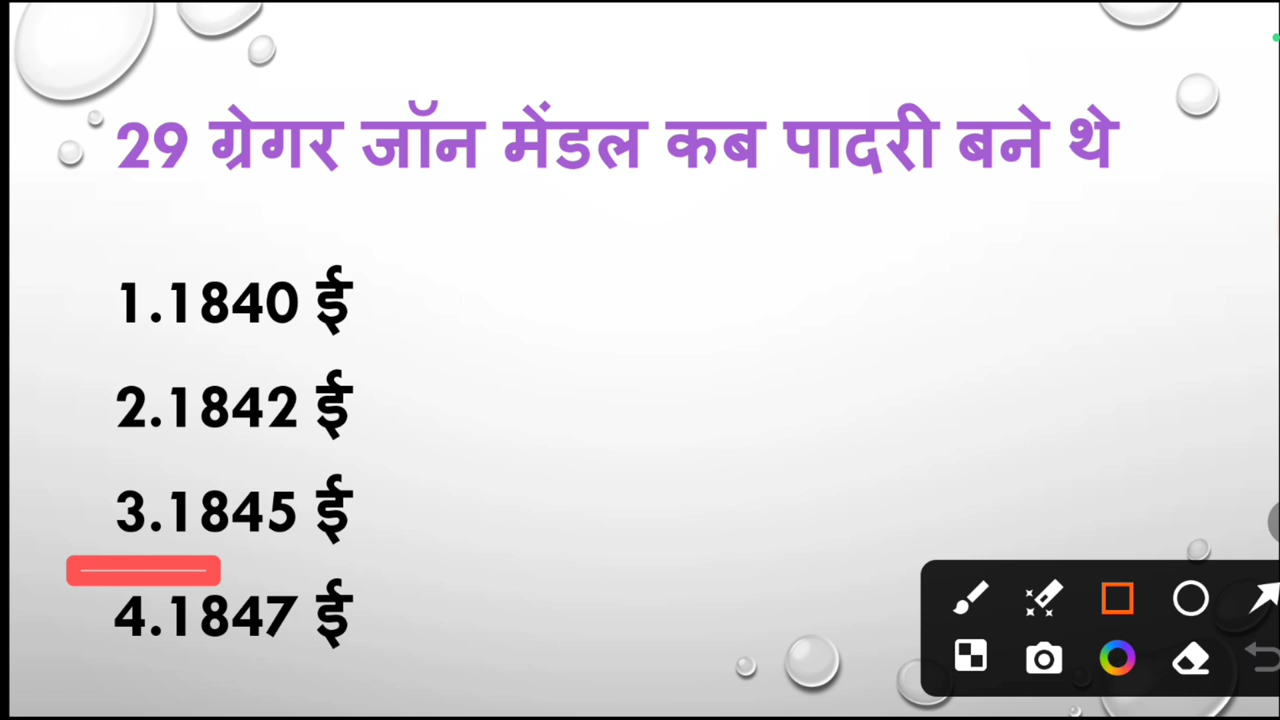 29 ग्रेगर जॉन मेंडल कब पादरी बने थे
1.1840 ई
2.1842 ई
3.1845 ई
4.1847 ई